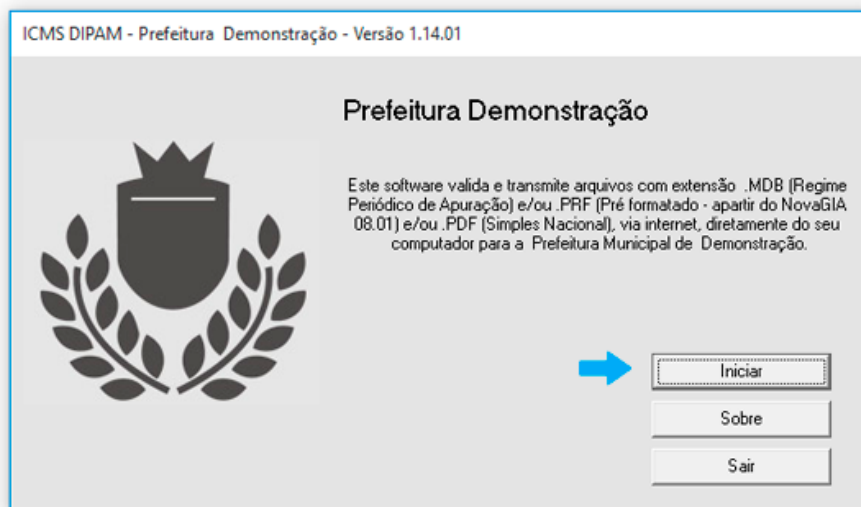 ICMS DIPAM - Prefeitura Demonstração - Versão 1.14.01
Prefeitura Demonstração
Este software valida e transmite arquivos com extensão .MDB (Regime
Periódico de Apuração) e/ou .PRF (Pré formatado - apartir do NovaGIA
08.01) e/ou .PDF (Simples Nacional), via internet, diretamente do seu
computador para a Prefeitura Municipal de Demonstração.
Iniciar
Sobre
Sair